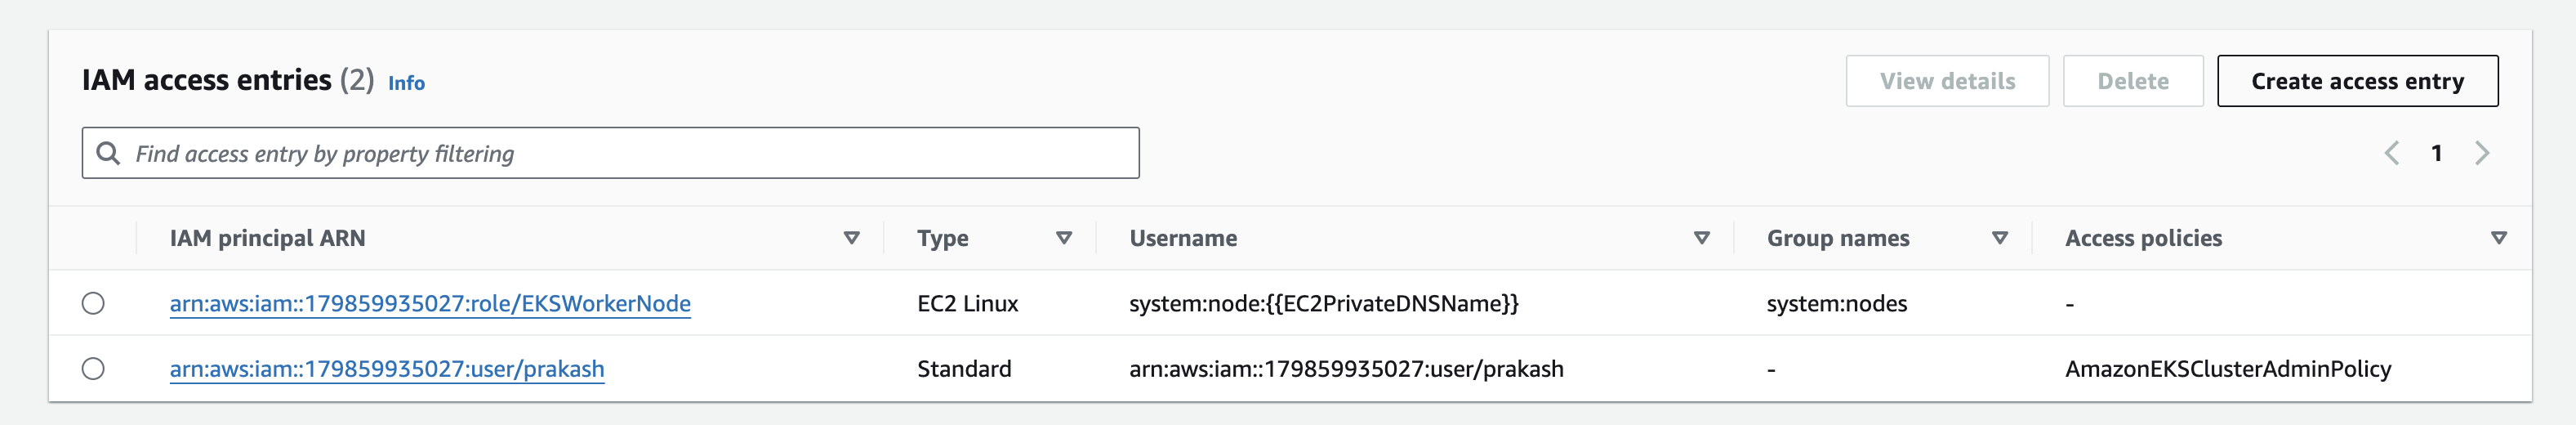 IAM access entries (2) Info
View details Delete Create access entry
Find access entry by property filtering
1
IAM principal ARN Type Username Group names Access policies
arn:aws:iam::179859935027:role/EKSWorkerNode EC2 Linux system:node:{{EC2PrivateDNSName}} system:nodes -
arn:aws:iam::179859935027:user/prakash Standard arn:aws:iam::179859935027:user/prakash - AmazonEKSClusterAdminPolicy